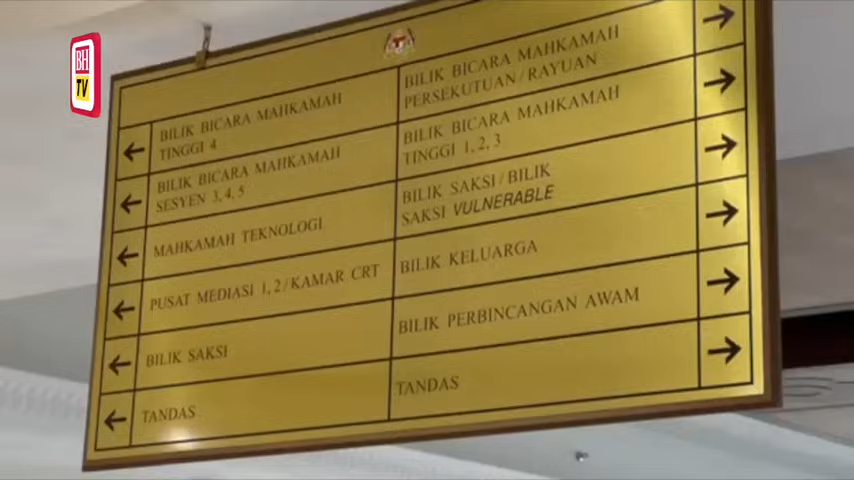 BH
TV
BILIK BICARA MAHKAMAH
TINGGI 4
BILIK BICARA MAHKAMAH
SESYEN 3, 4, 5
MAHKAMAH TEKNOLOGI
PUSAT MEDIASI 1, 2 / KAMAR CRT
BILIK SAKSI
TANDAS
BILIK BICARA MAHKAMAH
PERSEKUTUAN / RAYUAN
BILIK BICARA MAHKAMAH
TINGGI 1, 2, 3
BILIK SAKSI / BILIK
SAKSI VULNERABLE
BILIK KELUARGA
BILIK PERBINCANGAN AWAM
TANDAS